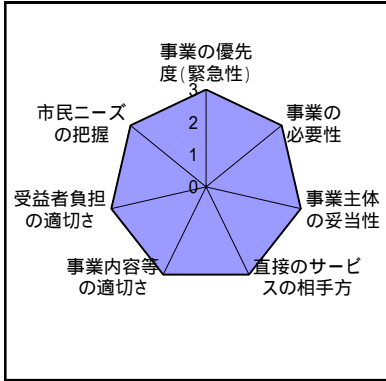 事業の優先
度(緊急性)
3
2
1
0
事業の
必要性
事業主体
の妥当性
直接のサービ
スの相手方
事業内容等
の適切さ
受益者負担
の適切さ
市民ニーズ
の把握